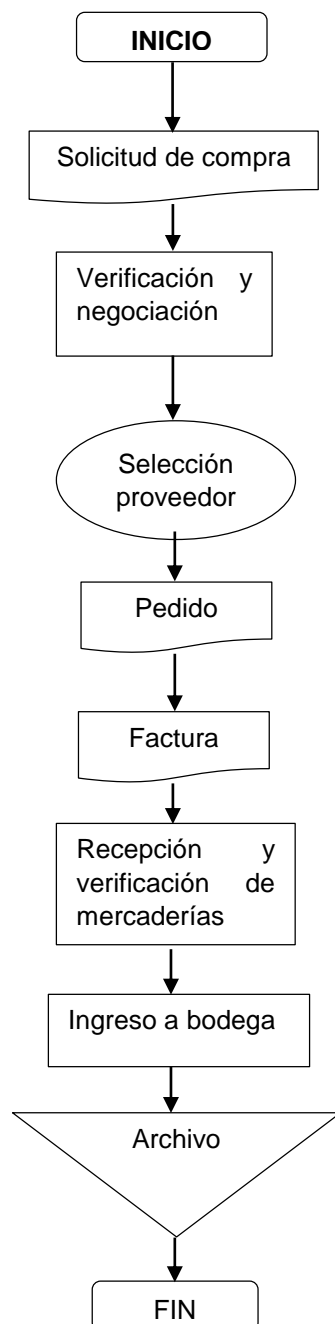 INICIO
Solicitud de compra
Verificación y
negociación
Selección
proveedor
Pedido
Factura
Recepción y
verificación de
mercaderías
Ingreso a bodega
Archivo
FIN